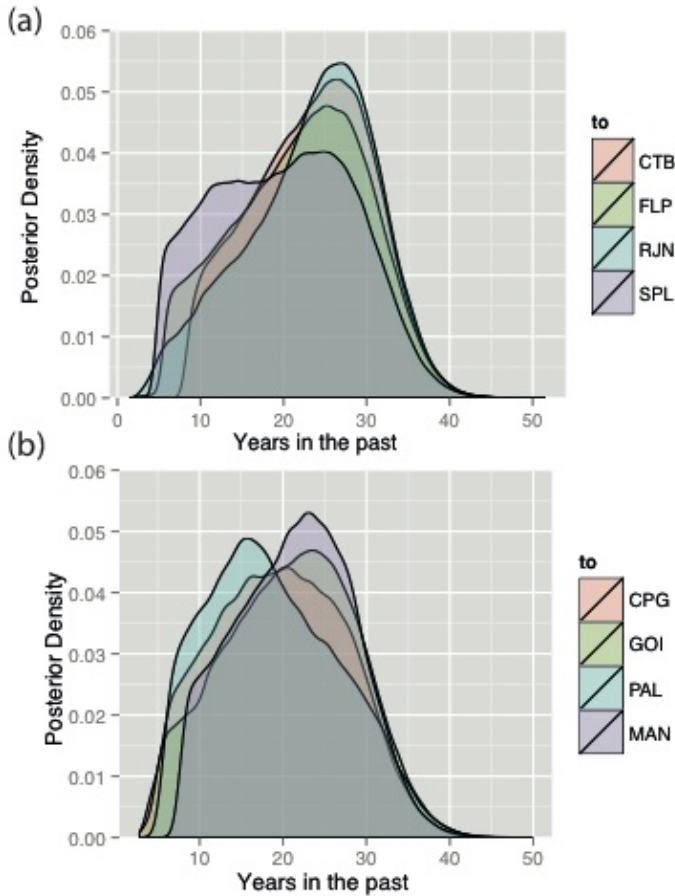 (a)
0.06
0.05
0.04
0.03
0.02
0.01
0.00
Posterior Density
0 10 20 30 40 50
Years in the past
to
CTB
FLP
RJN
SPL
(b)
0.06
0.05
0.04
0.03
0.02
0.01
0.00
Posterior Density
10 20 30 40 50
Years in the past
to
CPG
GOI
PAL
MAN